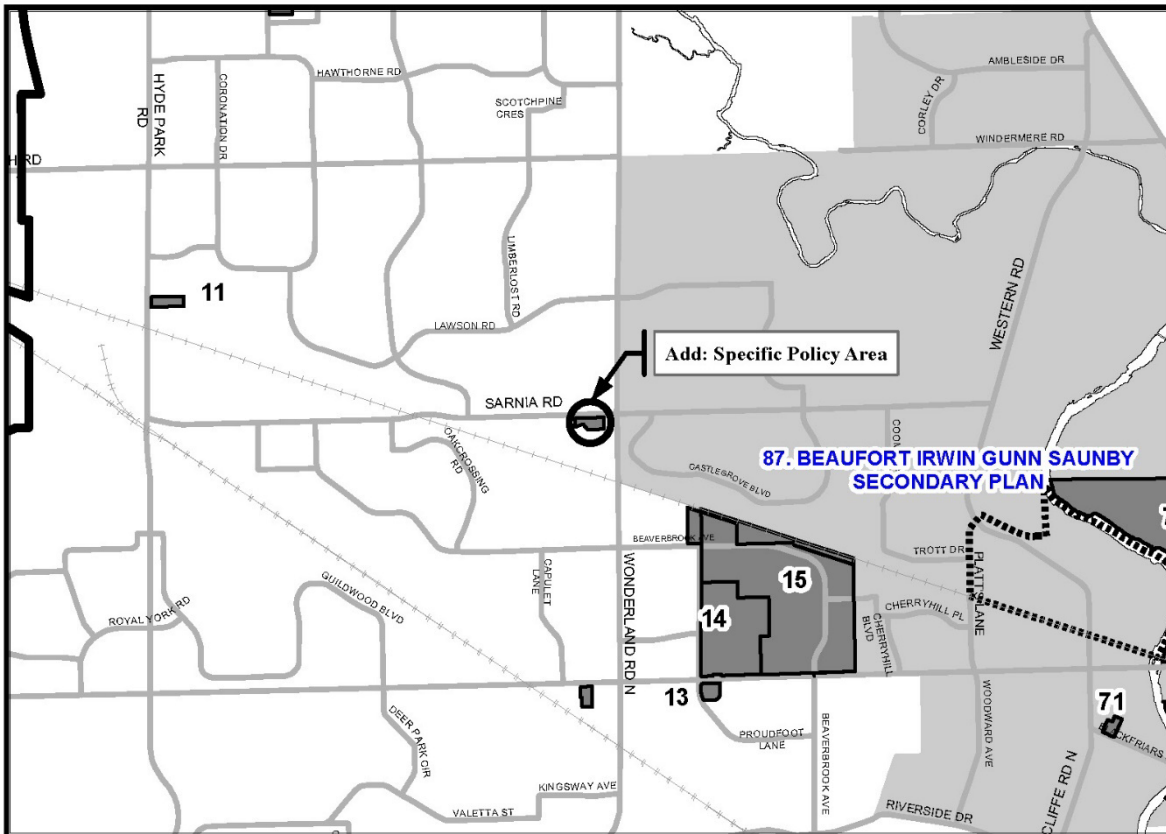 AMBLESIDE DR
HAWTHORNE RD
HYDE PARK
RD
CORONATION DR
SCOTCHPINE
CRES
CORLEY DR
WINDERMERE RD
H RD
LIMBERLOST RD
WESTERN RD
11
LAWSON RD
Add: Specific Policy Area
SARNIA RD
OAKCROSSING
RD
87. BEAUFORT IRWIN GUNN SAUNBY
SECONDARY PLAN
CASTLEGROVE BLVD
BEAVERBROOK AVE
TROTT DR
PLATT'S LANE
CAPULET
LANE
WONDERLAND RD N
15
14
CHERRYHILL PL
CHERRYHILL
BLVD
GUILDWOOD BLVD
ROYAL YORK RD
13
71
DEER PARK CIR
PROUDFOOT
LANE
BEAVERBROOK AVE
WOODWARD AVE
CKFRIARS
KINGSWAY AVE
VALETTA ST
RIVERSIDE DR
CLIFFE RD N